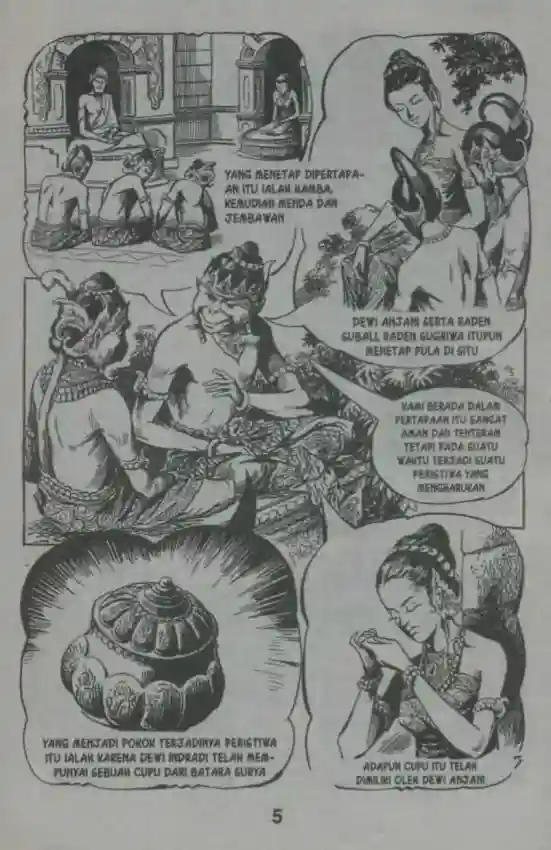 YANG MENETAP DIPERTAPA-
AN ITU IALAH HAMBA,
KEMUDIAN MENDA DAN
JEMBAWAN
DEWI ANJANI SERTA RADEN
SUBALI, RADEN SUGRIWA ITUPUN
MENETAP PULA DI SITU
KAMI BERADA DALAM
PERTAPAAN ITU SANGAT
AMAN DAN TENTERAM
TETAPI PADA SUATU
WAKTU TERJADI SUATU
PERISTIWA YANG
MENGHARUKAN
YANG MENJADI POKOK TERJADINYA PERISTIWA
ITU IALAH KARENA DEWI INDRADI TELAH MEM-
PUNYAI SEBUAH CUPU DARI BATARA SURYA
ADAPUN CUPU ITU TELAH
DIMILIKI OLEH DEWI ANJANI
5